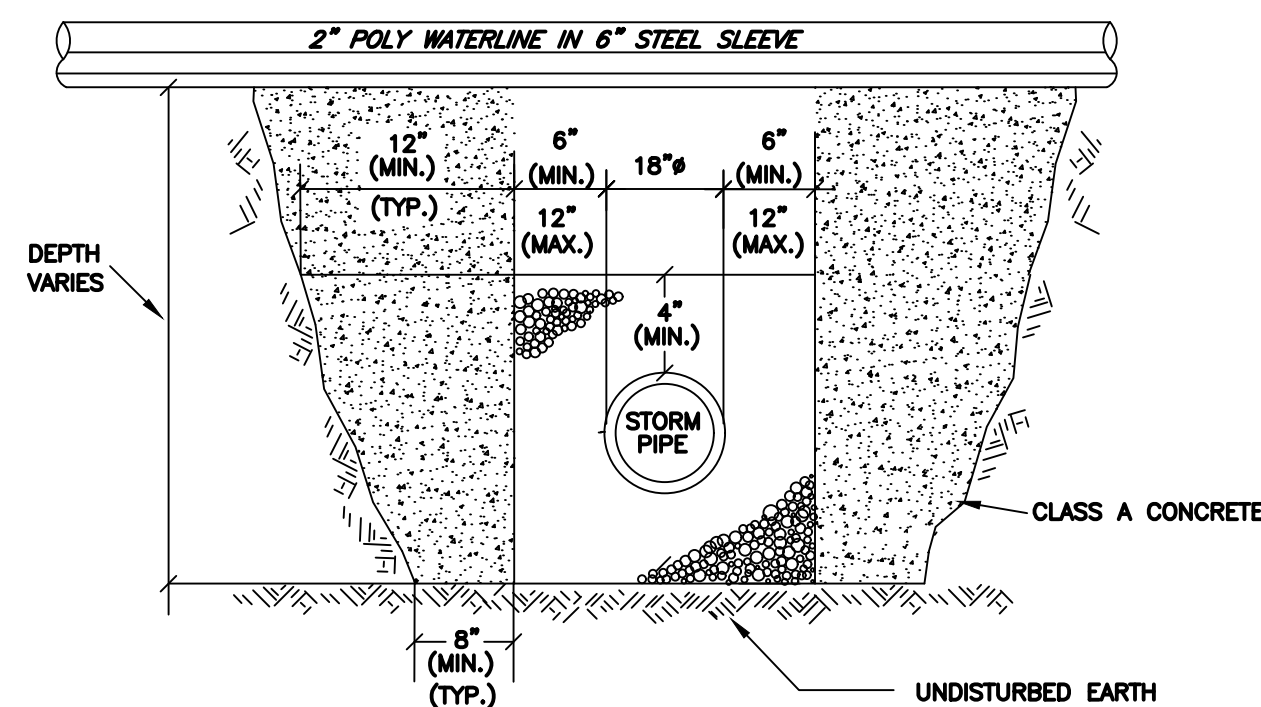 2" POLY WATERLINE IN 6" STEEL SLEEVE
12"
(MIN.)
(TYP.)
6"
(MIN.)
12"
(MAX.)
18"ø
6"
(MIN.)
12"
(MAX.)
DEPTH
VARIES
4"
(MIN.)
STORM
PIPE
CLASS A CONCRETE
8"
(MIN.)
(TYP.)
UNDISTURBED EARTH